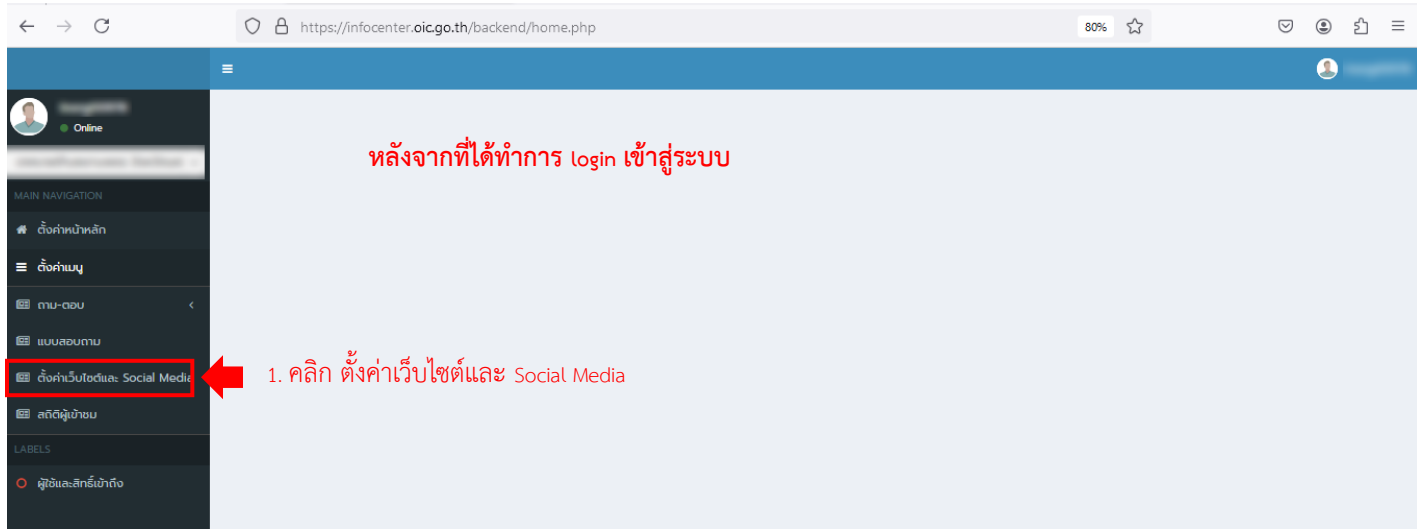 https://infocenter.oic.go.th/backend/home.php
80%
Online
หลังจากที่ได้ทำการ login เข้าสู่ระบบ
MAIN NAVIGATION
ตั้งค่าหน้าหลัก
ตั้งค่าเมนู
ถาม-ตอบ
แบบสอบถาม
ตั้งค่าเว็บไซต์และ Social Media
1. คลิก ตั้งค่าเว็บไซต์และ Social Media
สถิติผู้เข้าชม
LABELS
ผู้ใช้และสิทธิ์เข้าถึง